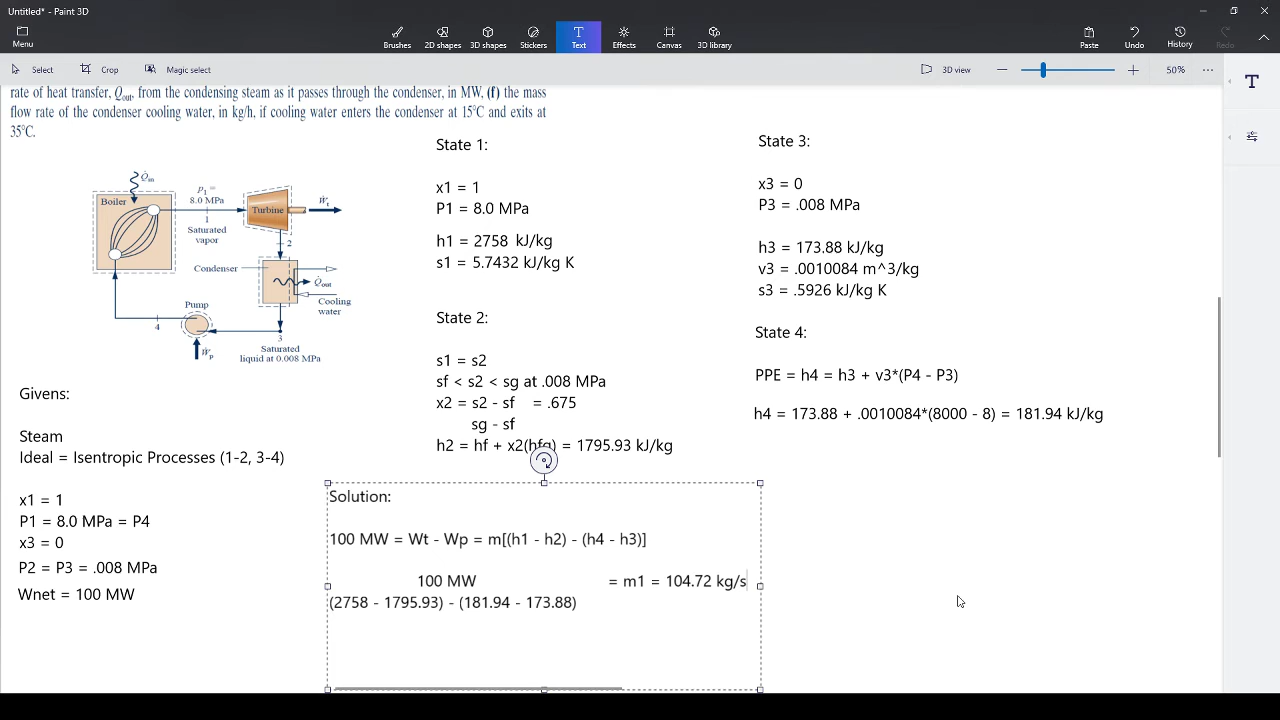 Untitled* - Paint 3D
Menu
Brushes
2D shapes
3D shapes
Stickers
Text
Effects
Canvas
3D library
Paste
Undo
History
Redo
Select
Crop
Magic select
3D view
50%
T
rate of heat transfer, Q̇out, from the condensing steam as it passes through the condenser, in MW, (f) the mass
flow rate of the condenser cooling water, in kg/h, if cooling water enters the condenser at 15°C and exits at
35°C.
Q̇in
Boiler
p1 =
8.0 MPa
1
Saturated
vapor
Turbine
Ẇt
2
Condenser
Q̇out
Cooling
water
Pump
4
Ẇp
3
Saturated
liquid at 0.008 MPa
Givens:
Steam
Ideal = Isentropic Processes (1-2, 3-4)
x1 = 1
P1 = 8.0 MPa = P4
x3 = 0
P2 = P3 = .008 MPa
Wnet = 100 MW
State 1:
x1 = 1
P1 = 8.0 MPa
h1 = 2758 kJ/kg
s1 = 5.7432 kJ/kg K
State 2:
s1 = s2
sf < s2 < sg at .008 MPa
x2 = s2 - sf = .675
sg - sf
h2 = hf + x2(hfg) = 1795.93 kJ/kg
State 3:
x3 = 0
P3 = .008 MPa
h3 = 173.88 kJ/kg
v3 = .0010084 m^3/kg
s3 = .5926 kJ/kg K
State 4:
PPE = h4 = h3 + v3*(P4 - P3)
h4 = 173.88 + .0010084*(8000 - 8) = 181.94 kJ/kg
Solution:
100 MW = Wt - Wp = m[(h1 - h2) - (h4 - h3)]
100 MW = m1 = 104.72 kg/s
(2758 - 1795.93) - (181.94 - 173.88)